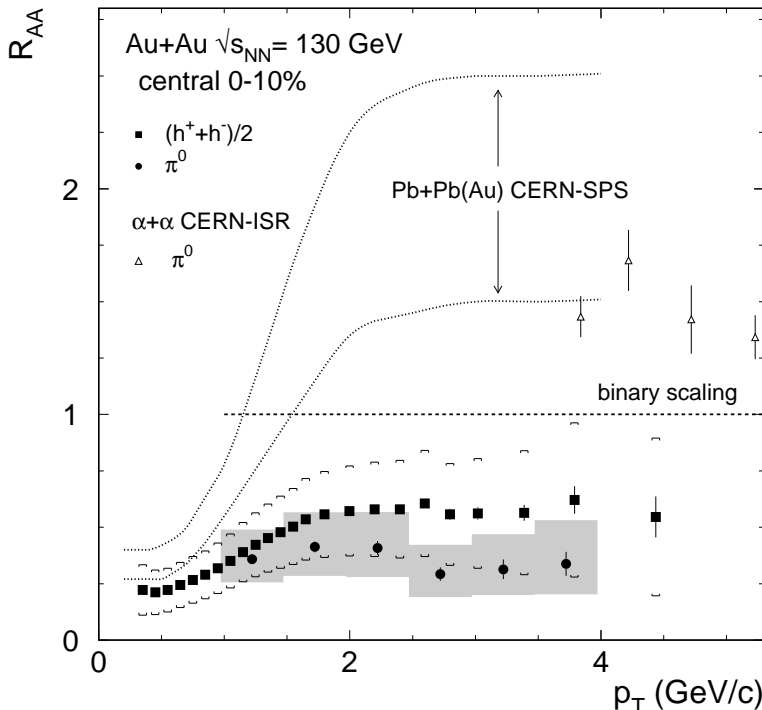 R_AA
Au+Au √s_NN= 130 GeV
central 0-10%
(h⁺+h⁻)/2
π⁰
α+α CERN-ISR
π⁰
Pb+Pb(Au) CERN-SPS
binary scaling
2
1
0
0
2
4
p_T (GeV/c)